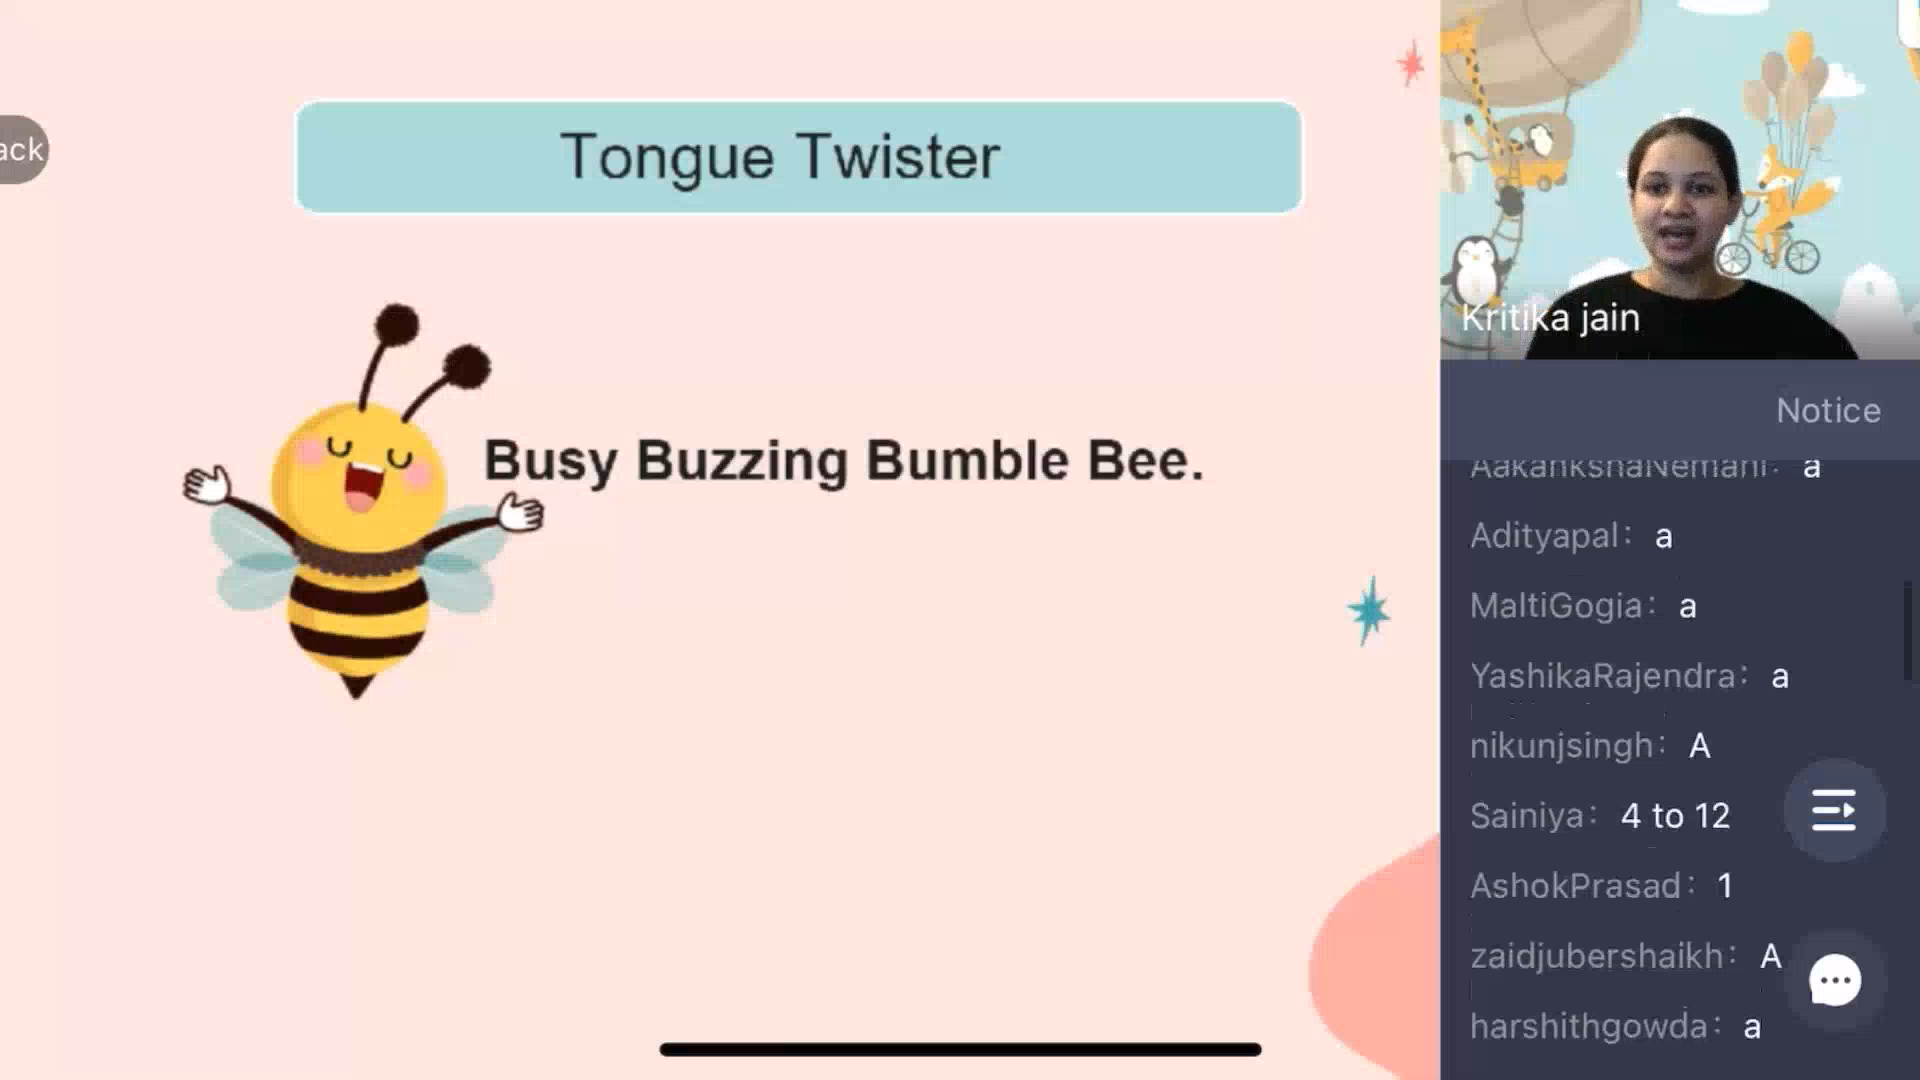 ack
Tongue Twister
Busy Buzzing Bumble Bee.
Kritika jain
Notice
AakankshaNemani: a
Adityapal: a
MaltiGogia: a
YashikaRajendra: a
nikunjsingh: A
Sainiya: 4 to 12
AshokPrasad: 1
zaidjubershaikh: A
harshithgowda: a